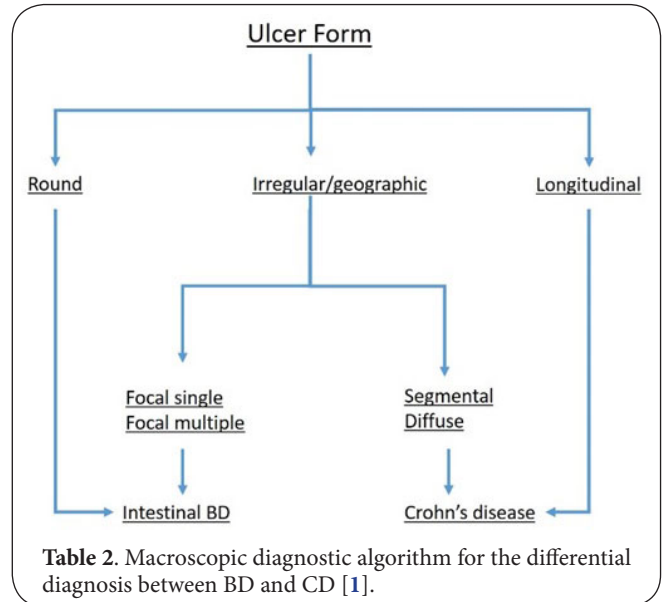 Ulcer Form
Round
Irregular/geographic
Longitudinal
Focal single
Focal multiple
Segmental
Diffuse
Intestinal BD
Crohn's disease
Table 2. Macroscopic diagnostic algorithm for the differential
diagnosis between BD and CD [1].